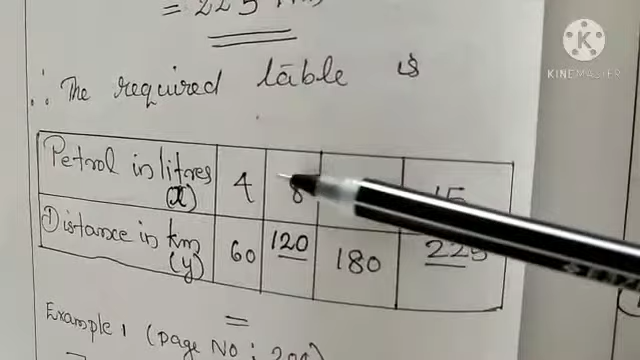 = 225
∴ The required table is
KINEMASTER
Petrol in litres (x) 4 8 15
Distance in km (y) 60 120 180 225
Example 1 (page No :